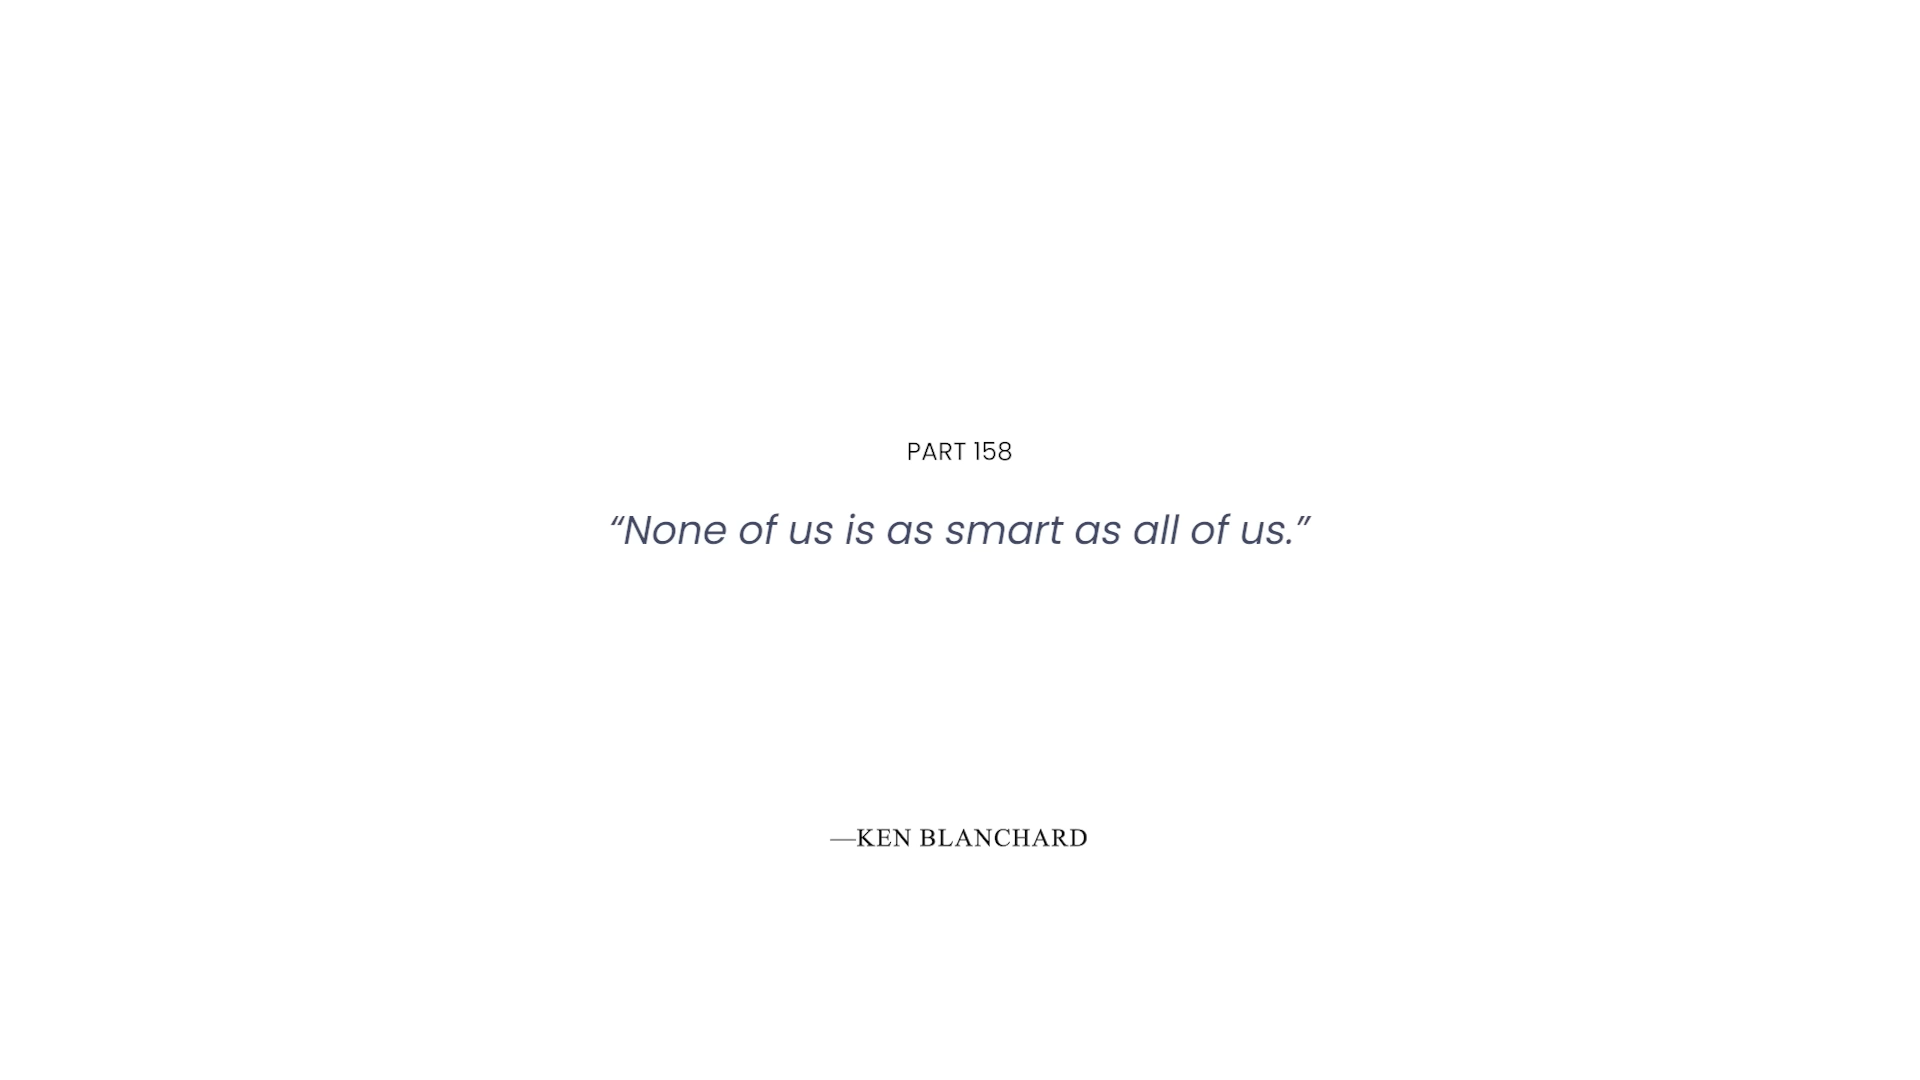 PART 158
“None of us is as smart as all of us.”
—KEN BLANCHARD